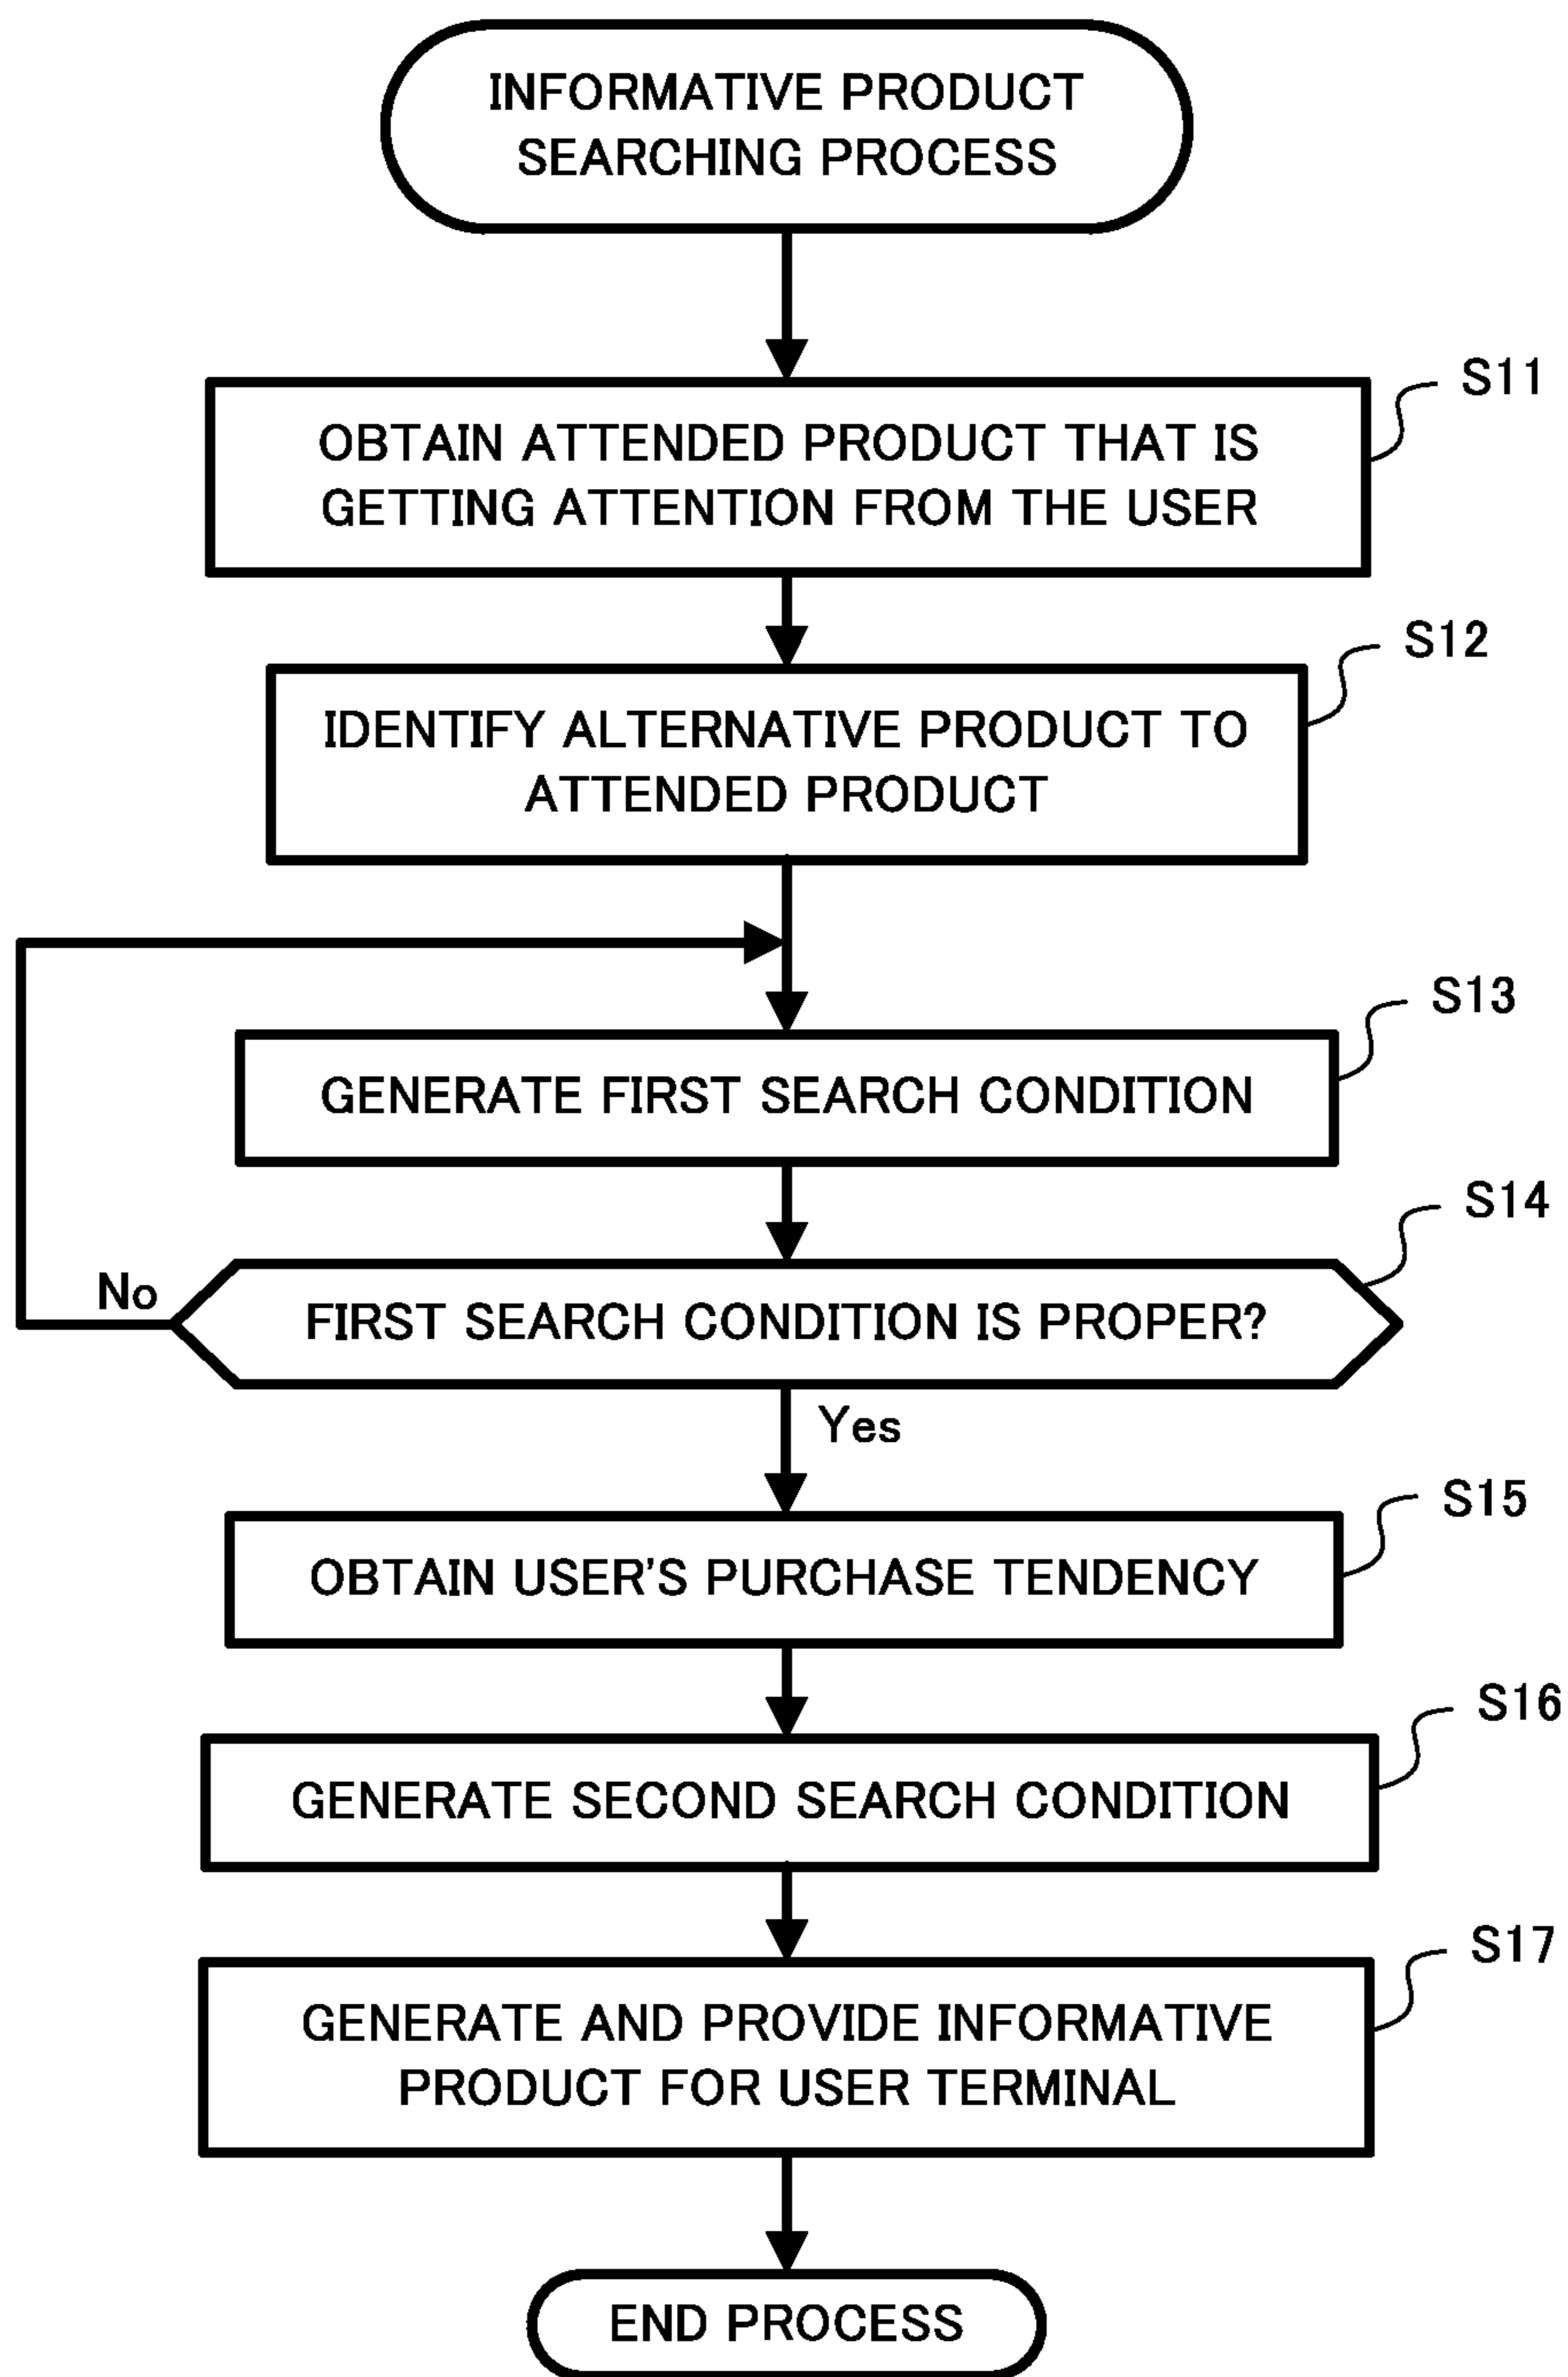 INFORMATIVE PRODUCT
SEARCHING PROCESS
S11
OBTAIN ATTENDED PRODUCT THAT IS
GETTING ATTENTION FROM THE USER
S12
IDENTIFY ALTERNATIVE PRODUCT TO
ATTENDED PRODUCT
S13
GENERATE FIRST SEARCH CONDITION
S14
No
FIRST SEARCH CONDITION IS PROPER?
Yes
S15
OBTAIN USER'S PURCHASE TENDENCY
S16
GENERATE SECOND SEARCH CONDITION
S17
GENERATE AND PROVIDE INFORMATIVE
PRODUCT FOR USER TERMINAL
END PROCESS